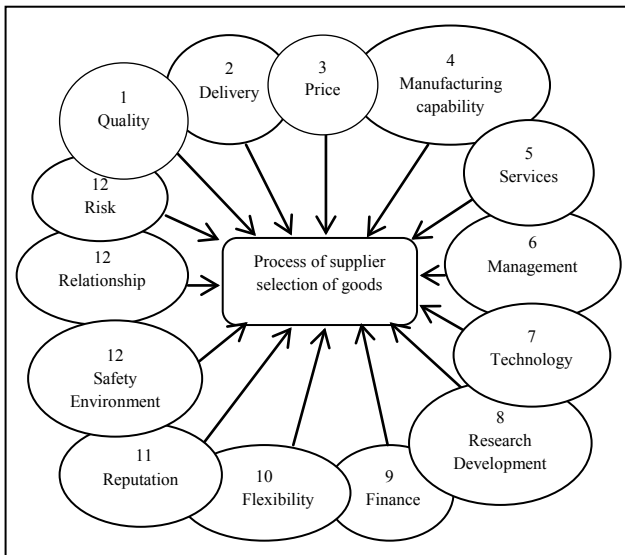 1
Quality
2
Delivery
3
Price
4
Manufacturing
capability
5
Services
6
Management
7
Technology
8
Research
Development
9
Finance
10
Flexibility
11
Reputation
12
Safety
Environment
12
Relationship
12
Risk
Process of supplier
selection of goods